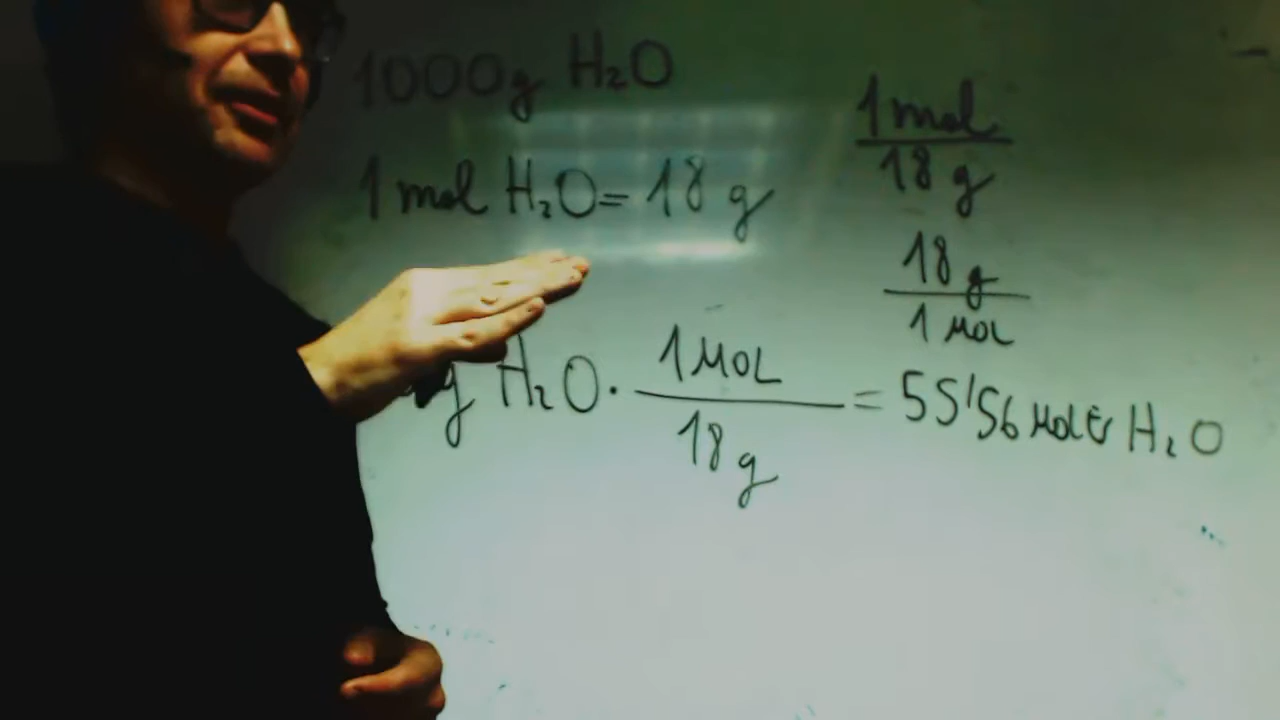 1000g H₂O
1 mol H₂O = 18 g
1 mol
18 g
18 g
1 MOL
g H₂O · 1 MOL / 18 g = 55'56 MOLES H₂O